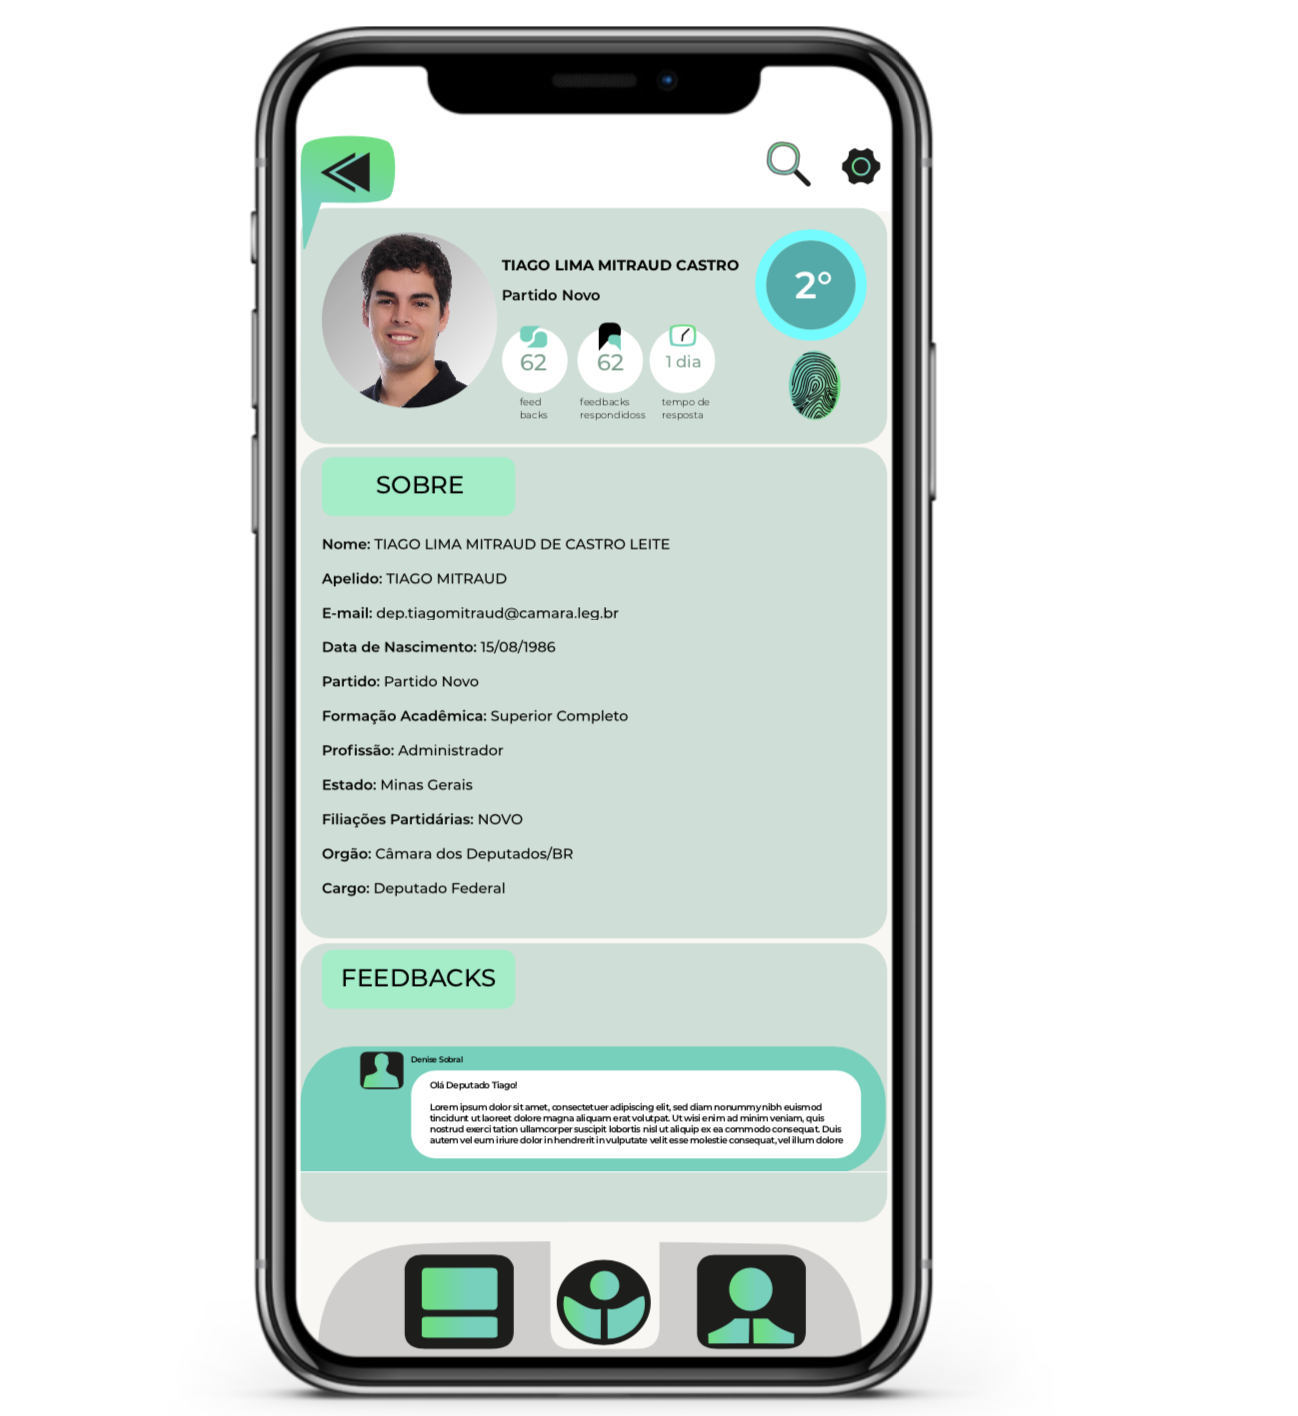 TIAGO LIMA MITRAUD CASTRO
Partido Novo
2°
62
62
1 dia
feed
backs
feedbacks
respondidoss
tempo de
resposta
SOBRE
Nome: TIAGO LIMA MITRAUD DE CASTRO LEITE
Apelido: TIAGO MITRAUD
E-mail: dep.tiagomitraud@camara.leg.br
Data de Nascimento: 15/08/1986
Partido: Partido Novo
Formação Acadêmica: Superior Completo
Profissão: Administrador
Estado: Minas Gerais
Filiações Partidárias: NOVO
Orgão: Câmara dos Deputados/BR
Cargo: Deputado Federal
FEEDBACKS
Denise Sobral
Olá Deputado Tiago!
Lorem ipsum dolor sit amet, consectetuer adipiscing elit, sed diam nonummy nibh euismod
tincidunt ut laoreet dolore magna aliquam erat volutpat. Ut wisi enim ad minim veniam, quis
nostrud exerci tation ullamcorper suscipit lobortis nisl ut aliquip ex ea commodo consequat. Duis
autem vel eum iriure dolor in hendrerit in vulputate velit esse molestie consequat, vel illum dolore